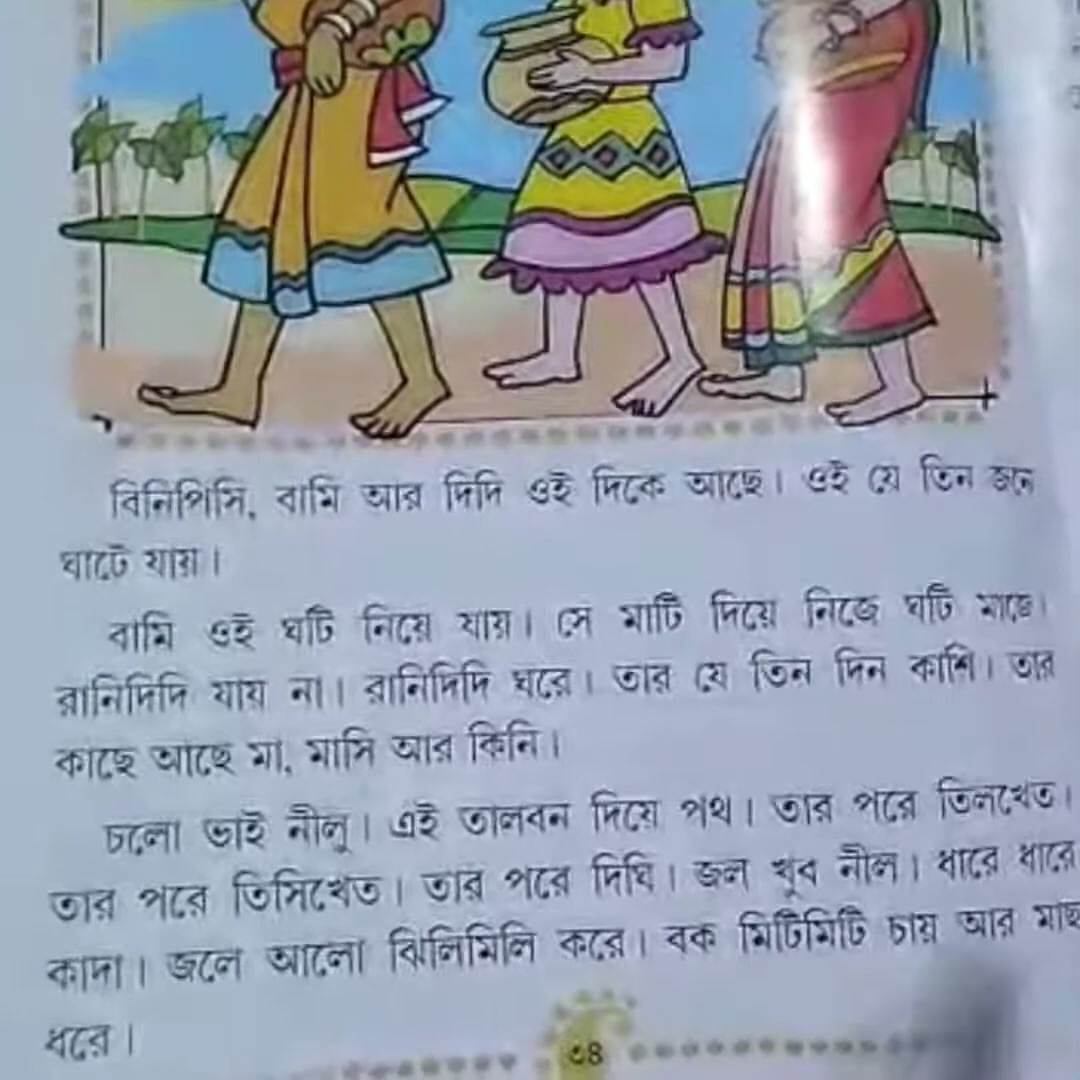 বিনিপিসি, বামি আর দিদি ওই দিকে আছে। ওই যে তিন জনে
ঘাটে যায়।
বামি ওই ঘটি নিয়ে যায়। সে মাটি দিয়ে নিজে ঘটি মাজে।
রানিদিদি যায় না। রানিদিদি ঘরে। তার যে তিন দিন কাশি। তার
কাছে আছে মা, মাসি আর কিনি।
চলো ভাই নীলু। এই তালবন দিয়ে পথ। তার পরে তিলখেত।
তার পরে তিসিখেত। তার পরে দিঘি। জল খুব নীল। ধারে ধারে
কাদা। জলে আলো ঝিলিমিলি করে। বক মিটিমিটি চায় আর মাছ
ধরে।
৩৪